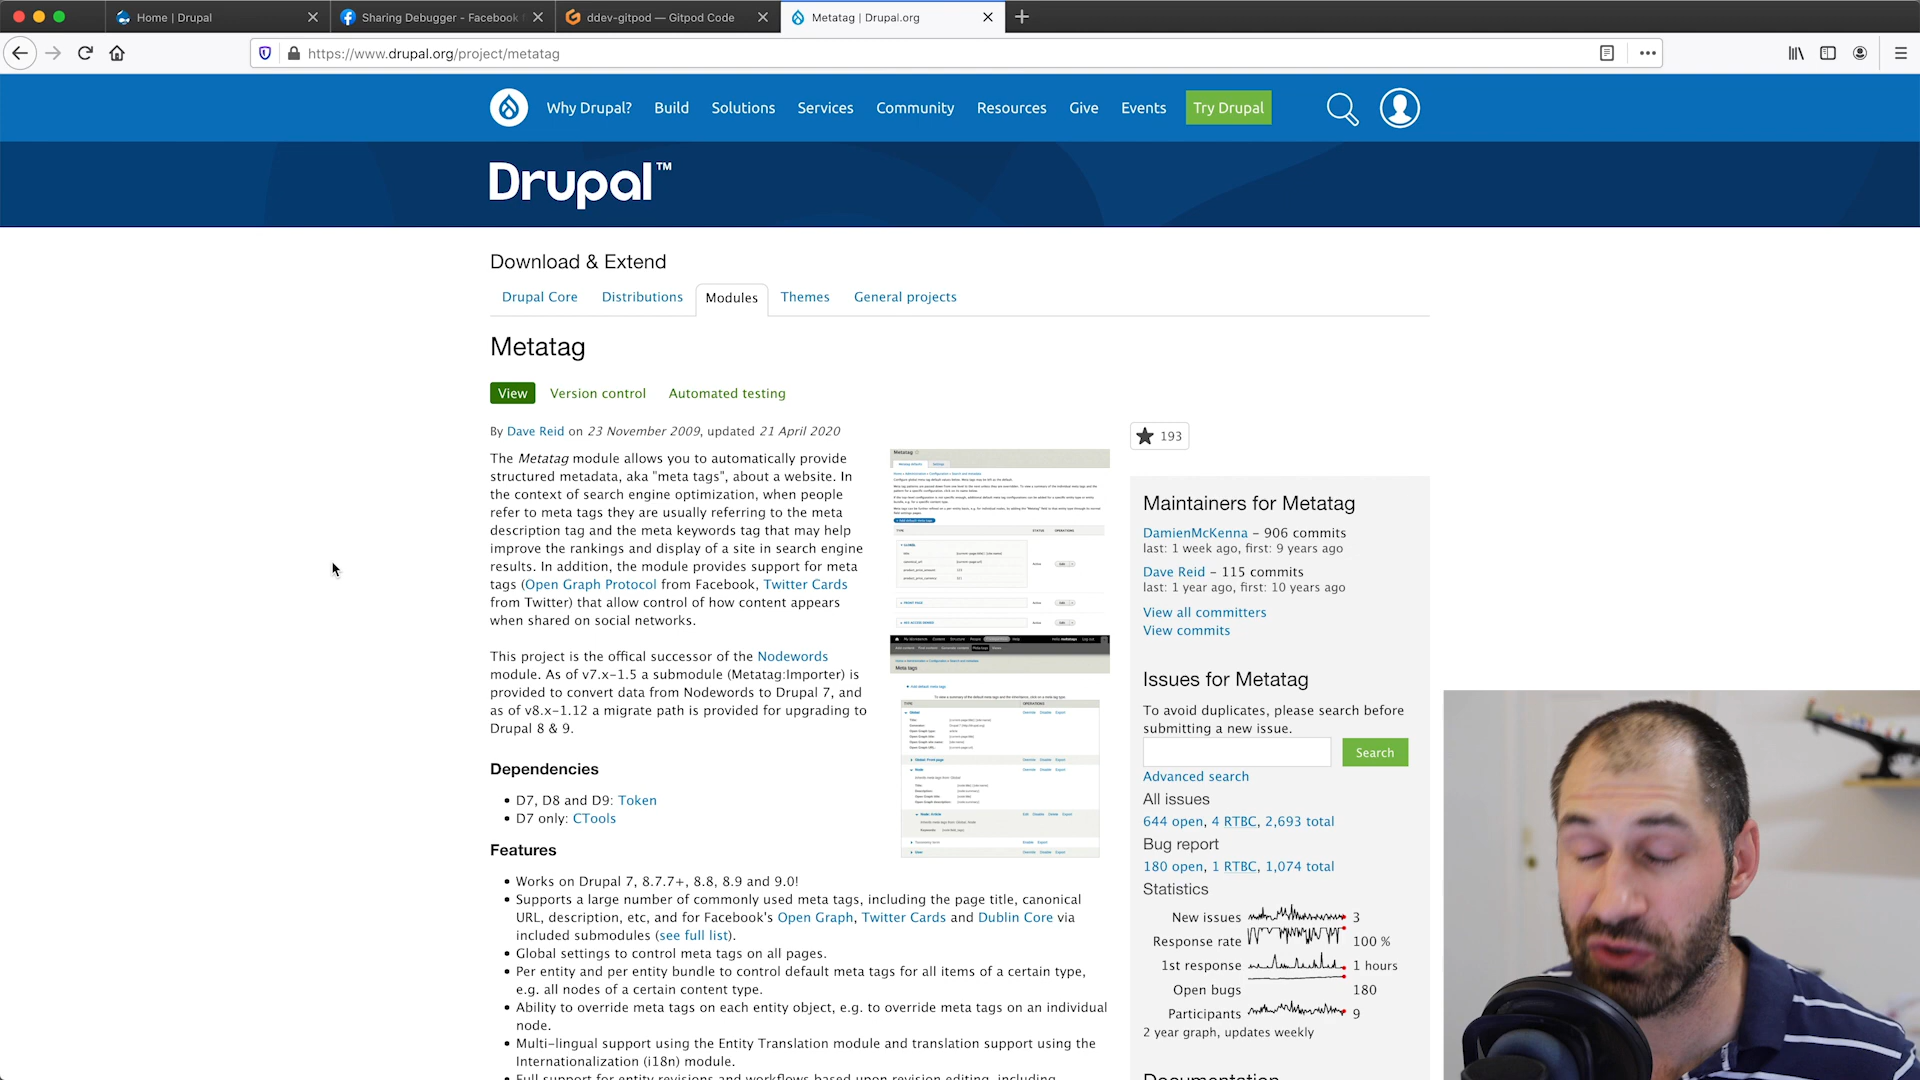 Home | Drupal
Sharing Debugger - Facebook
ddev-gitpod — Gitpod Code
Metatag | Drupal.org
https://www.drupal.org/project/metatag
Why Drupal?
Build
Solutions
Services
Community
Resources
Give
Events
Try Drupal
Drupal™
Download & Extend
Drupal Core
Distributions
Modules
Themes
General projects
Metatag
View
Version control
Automated testing
By Dave Reid on 23 November 2009, updated 21 April 2020
The Metatag module allows you to automatically provide
structured metadata, aka "meta tags", about a website. In
the context of search engine optimization, when people
refer to meta tags they are usually referring to the meta
description tag and the meta keywords tag that may help
improve the rankings and display of a site in search engine
results. In addition, the module provides support for meta
tags (Open Graph Protocol from Facebook, Twitter Cards
from Twitter) that allow control of how content appears
when shared on social networks.
This project is the offical successor of the Nodewords
module. As of v7.x-1.5 a submodule (Metatag:Importer) is
provided to convert data from Nodewords to Drupal 7, and
as of v8.x-1.12 a migrate path is provided for upgrading to
Drupal 8 & 9.
Dependencies
• D7, D8 and D9: Token
• D7 only: CTools
Features
• Works on Drupal 7, 8.7.7+, 8.8, 8.9 and 9.0!
• Supports a large number of commonly used meta tags, including the page title, canonical
URL, description, etc, and for Facebook's Open Graph, Twitter Cards and Dublin Core via
included submodules (see full list).
• Global settings to control meta tags on all pages.
• Per entity and per entity bundle to control default meta tags for all items of a certain type,
e.g. all nodes of a certain content type.
• Ability to override meta tags on each entity object, e.g. to override meta tags on an individual
node.
• Multi-lingual support using the Entity Translation module and translation support using the
Internationalization (i18n) module.
• Full support for entity revisions and workflows based upon revision editing, including
193
Maintainers for Metatag
DamienMcKenna – 906 commits
last: 1 week ago, first: 9 years ago
Dave Reid – 115 commits
last: 1 year ago, first: 10 years ago
View all committers
View commits
Issues for Metatag
To avoid duplicates, please search before
submitting a new issue.
Search
Advanced search
All issues
644 open, 4 RTBC, 2,693 total
Bug report
180 open, 1 RTBC, 1,074 total
Statistics
New issues 3
Response rate 100 %
1st response 1 hours
Open bugs 180
Participants 9
2 year graph, updates weekly
Documentation